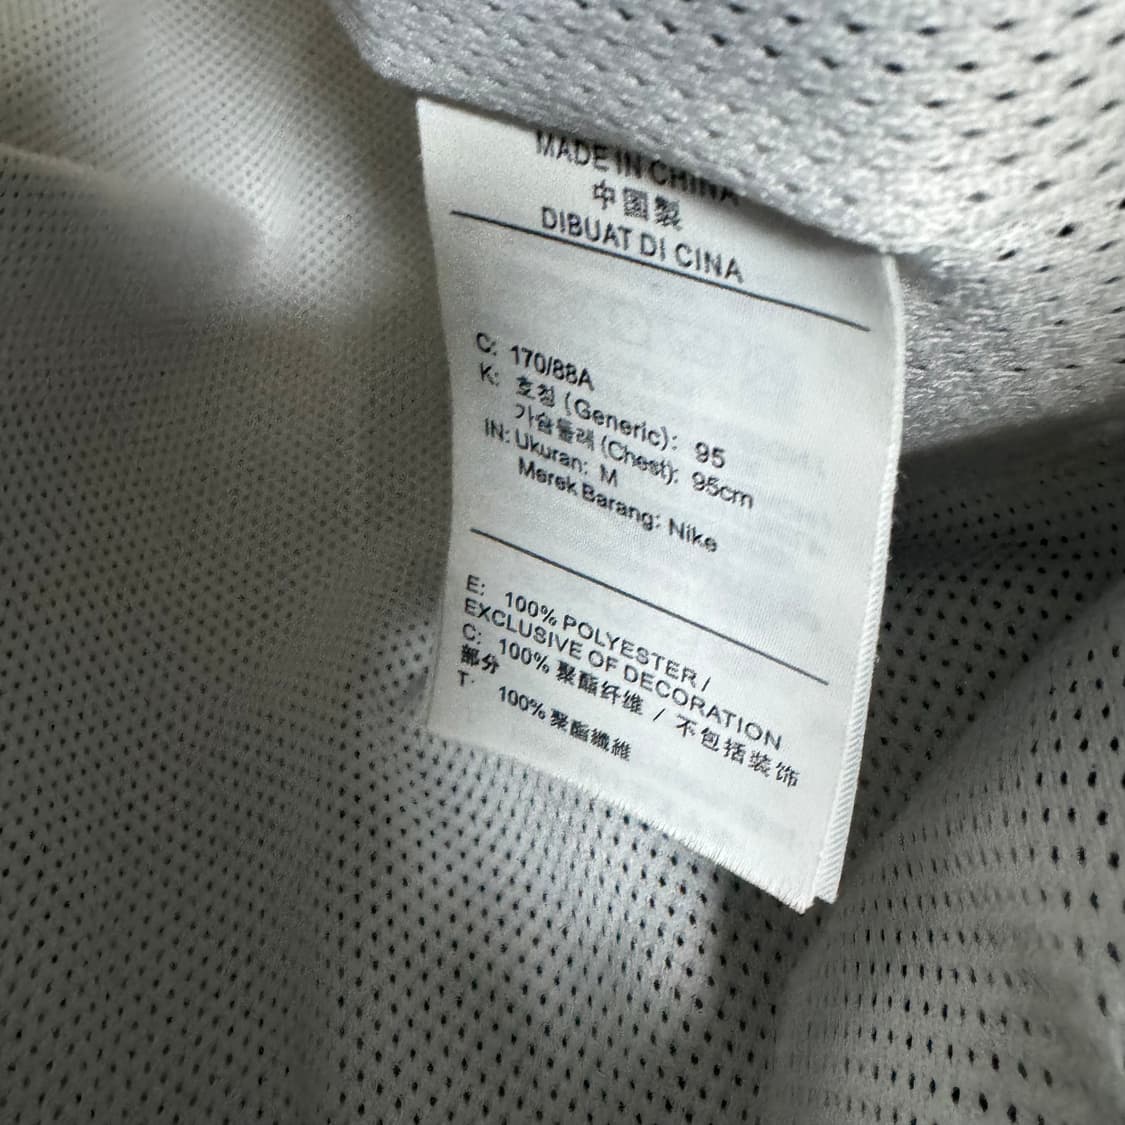 MADE IN CHINA
中国製
DIBUAT DI CINA
C: 170/88A
K: 호칭 (Generic): 95
가슴둘레 (Chest): 95cm
IN: Ukuran: M
Merek Barang: Nike
E: 100% POLYESTER /
EXCLUSIVE OF DECORATION
C: 100% 聚酯纤维 / 不包括装饰
部分
T: 100% 聚酯纖維